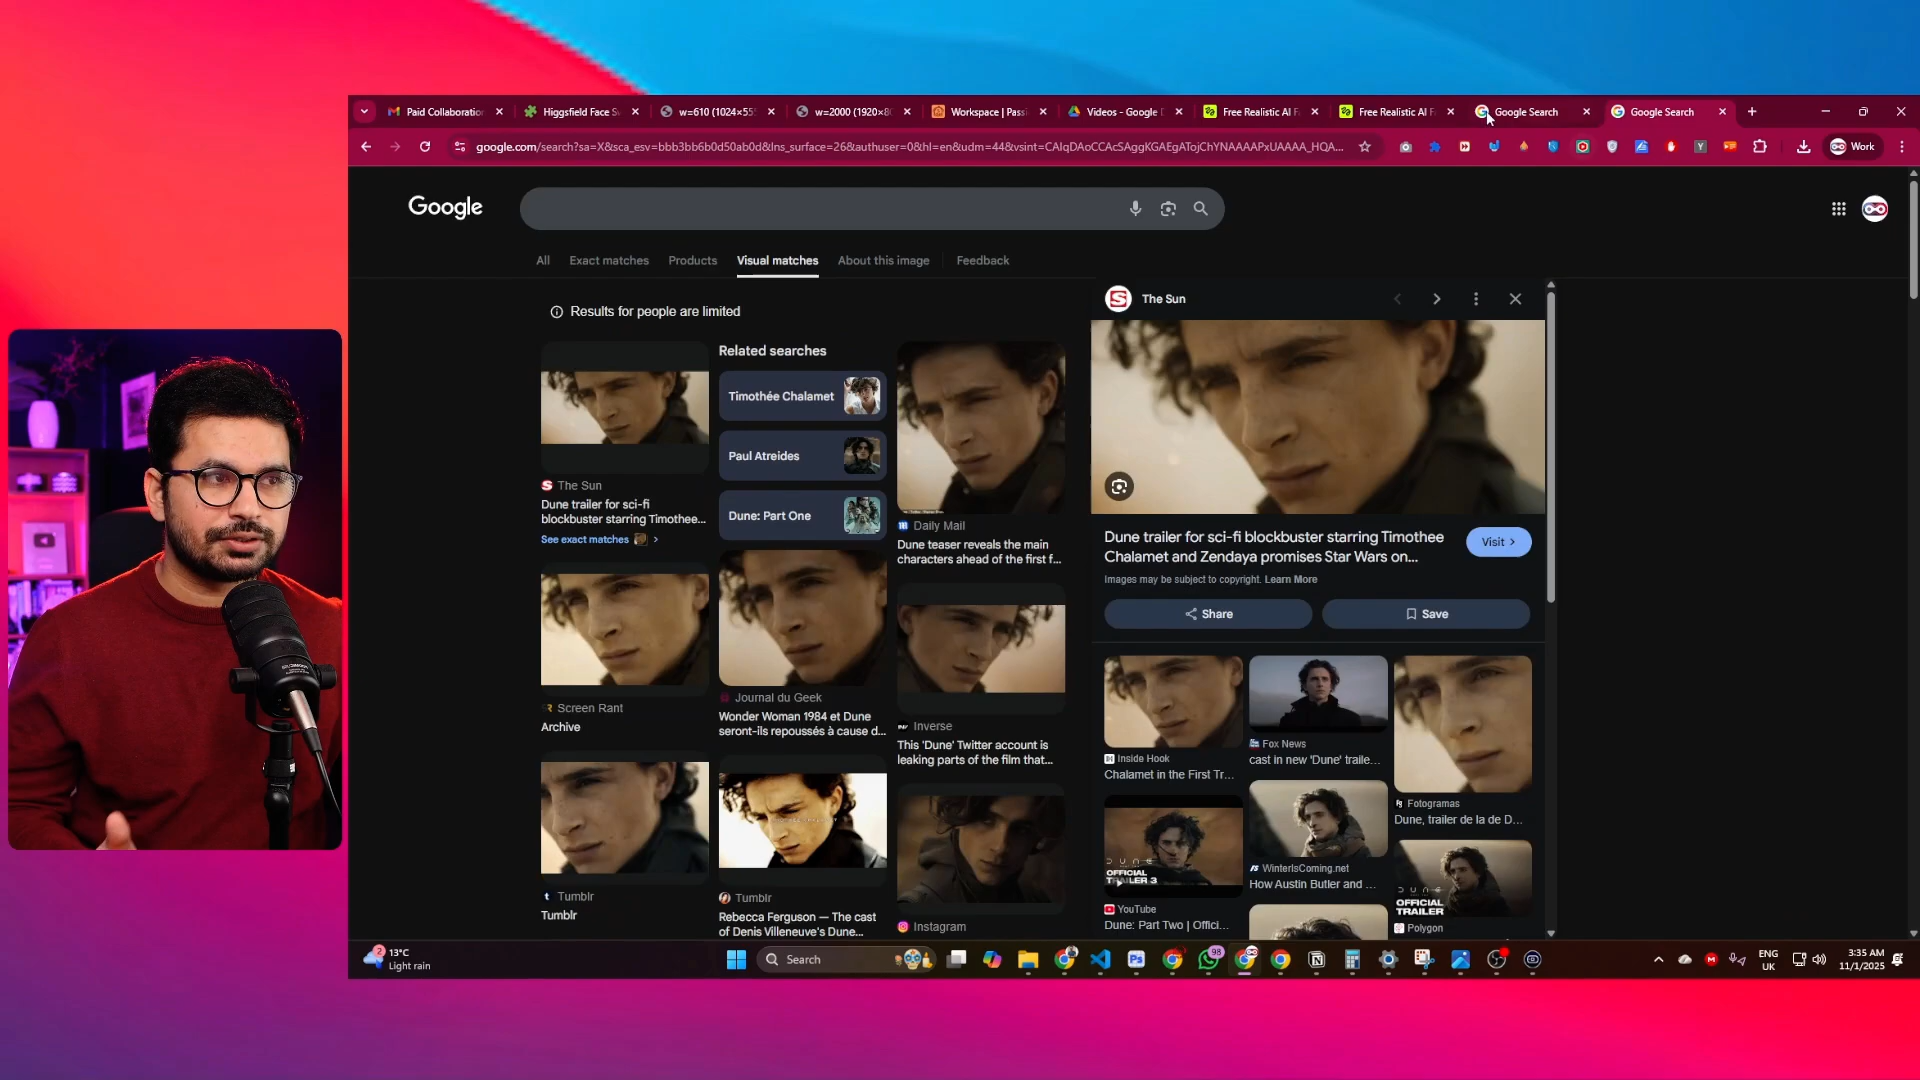 Paid Collaboration
Higgsfield Face S
w=610 (1024×55
w=2000 (1920×8
Workspace | Pass
Videos - Google
Free Realistic AI F
Free Realistic AI F
Google Search
Google Search
google.com/search?sa=X&sca_esv=bbb3bb6b0d50ab0d&lns_surface=26&authuser=0&hl=en&udm=44&vsint=CAIqDAoCCAcSAggKGAEgATojChYNAAAAPxUAAAA_HQA...
Work
Google
All
Exact matches
Products
Visual matches
About this image
Feedback
Results for people are limited
The Sun
Dune trailer for sci-fi
blockbuster starring Timothee...
See exact matches
Screen Rant
Archive
Tumblr
Tumblr
Related searches
Timothée Chalamet
Paul Atreides
Dune: Part One
Journal du Geek
Wonder Woman 1984 et Dune
seront-ils repoussés à cause d...
Tumblr
Rebecca Ferguson — The cast
of Denis Villeneuve's Dune...
Daily Mail
Dune teaser reveals the main
characters ahead of the first f...
Inverse
This 'Dune' Twitter account is
leaking parts of the film that...
Instagram
The Sun
Dune trailer for sci-fi blockbuster starring Timothee
Chalamet and Zendaya promises Star Wars on...
Visit
Images may be subject to copyright. Learn More
Share
Save
Inside Hook
Chalamet in the First Tr...
DUNE
OFFICIAL
TRAILER 3
YouTube
Dune: Part Two | Offici...
Fox News
cast in new 'Dune' traile...
WinterIsComing.net
How Austin Butler and ...
Fotogramas
Dune, trailer de la de D...
DUNE
OFFICIAL
TRAILER
Polygon
2
13°C
Light rain
Search
98
ENG
UK
3:35 AM
11/1/2025